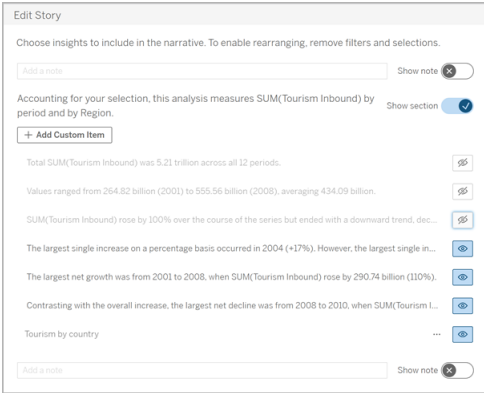 Edit Story
Choose insights to include in the narrative. To enable rearranging, remove filters and selections.
Add a note
Show note
Accounting for your selection, this analysis measures SUM(Tourism Inbound) by
period and by Region.
Show section
+ Add Custom Item
Total SUM(Tourism Inbound) was 5.21 trillion across all 12 periods.
Values ranged from 264.82 billion (2001) to 555.56 billion (2008), averaging 434.09 billion.
SUM(Tourism Inbound) rose by 100% over the course of the series but ended with a downward trend, dec...
The largest single increase on a percentage basis occurred in 2004 (+17%). However, the largest single in...
The largest net growth was from 2001 to 2008, when SUM(Tourism Inbound) rose by 290.74 billion (110%).
Contrasting with the overall increase, the largest net decline was from 2008 to 2010, when SUM(Tourism I...
Tourism by country ...
Add a note
Show note